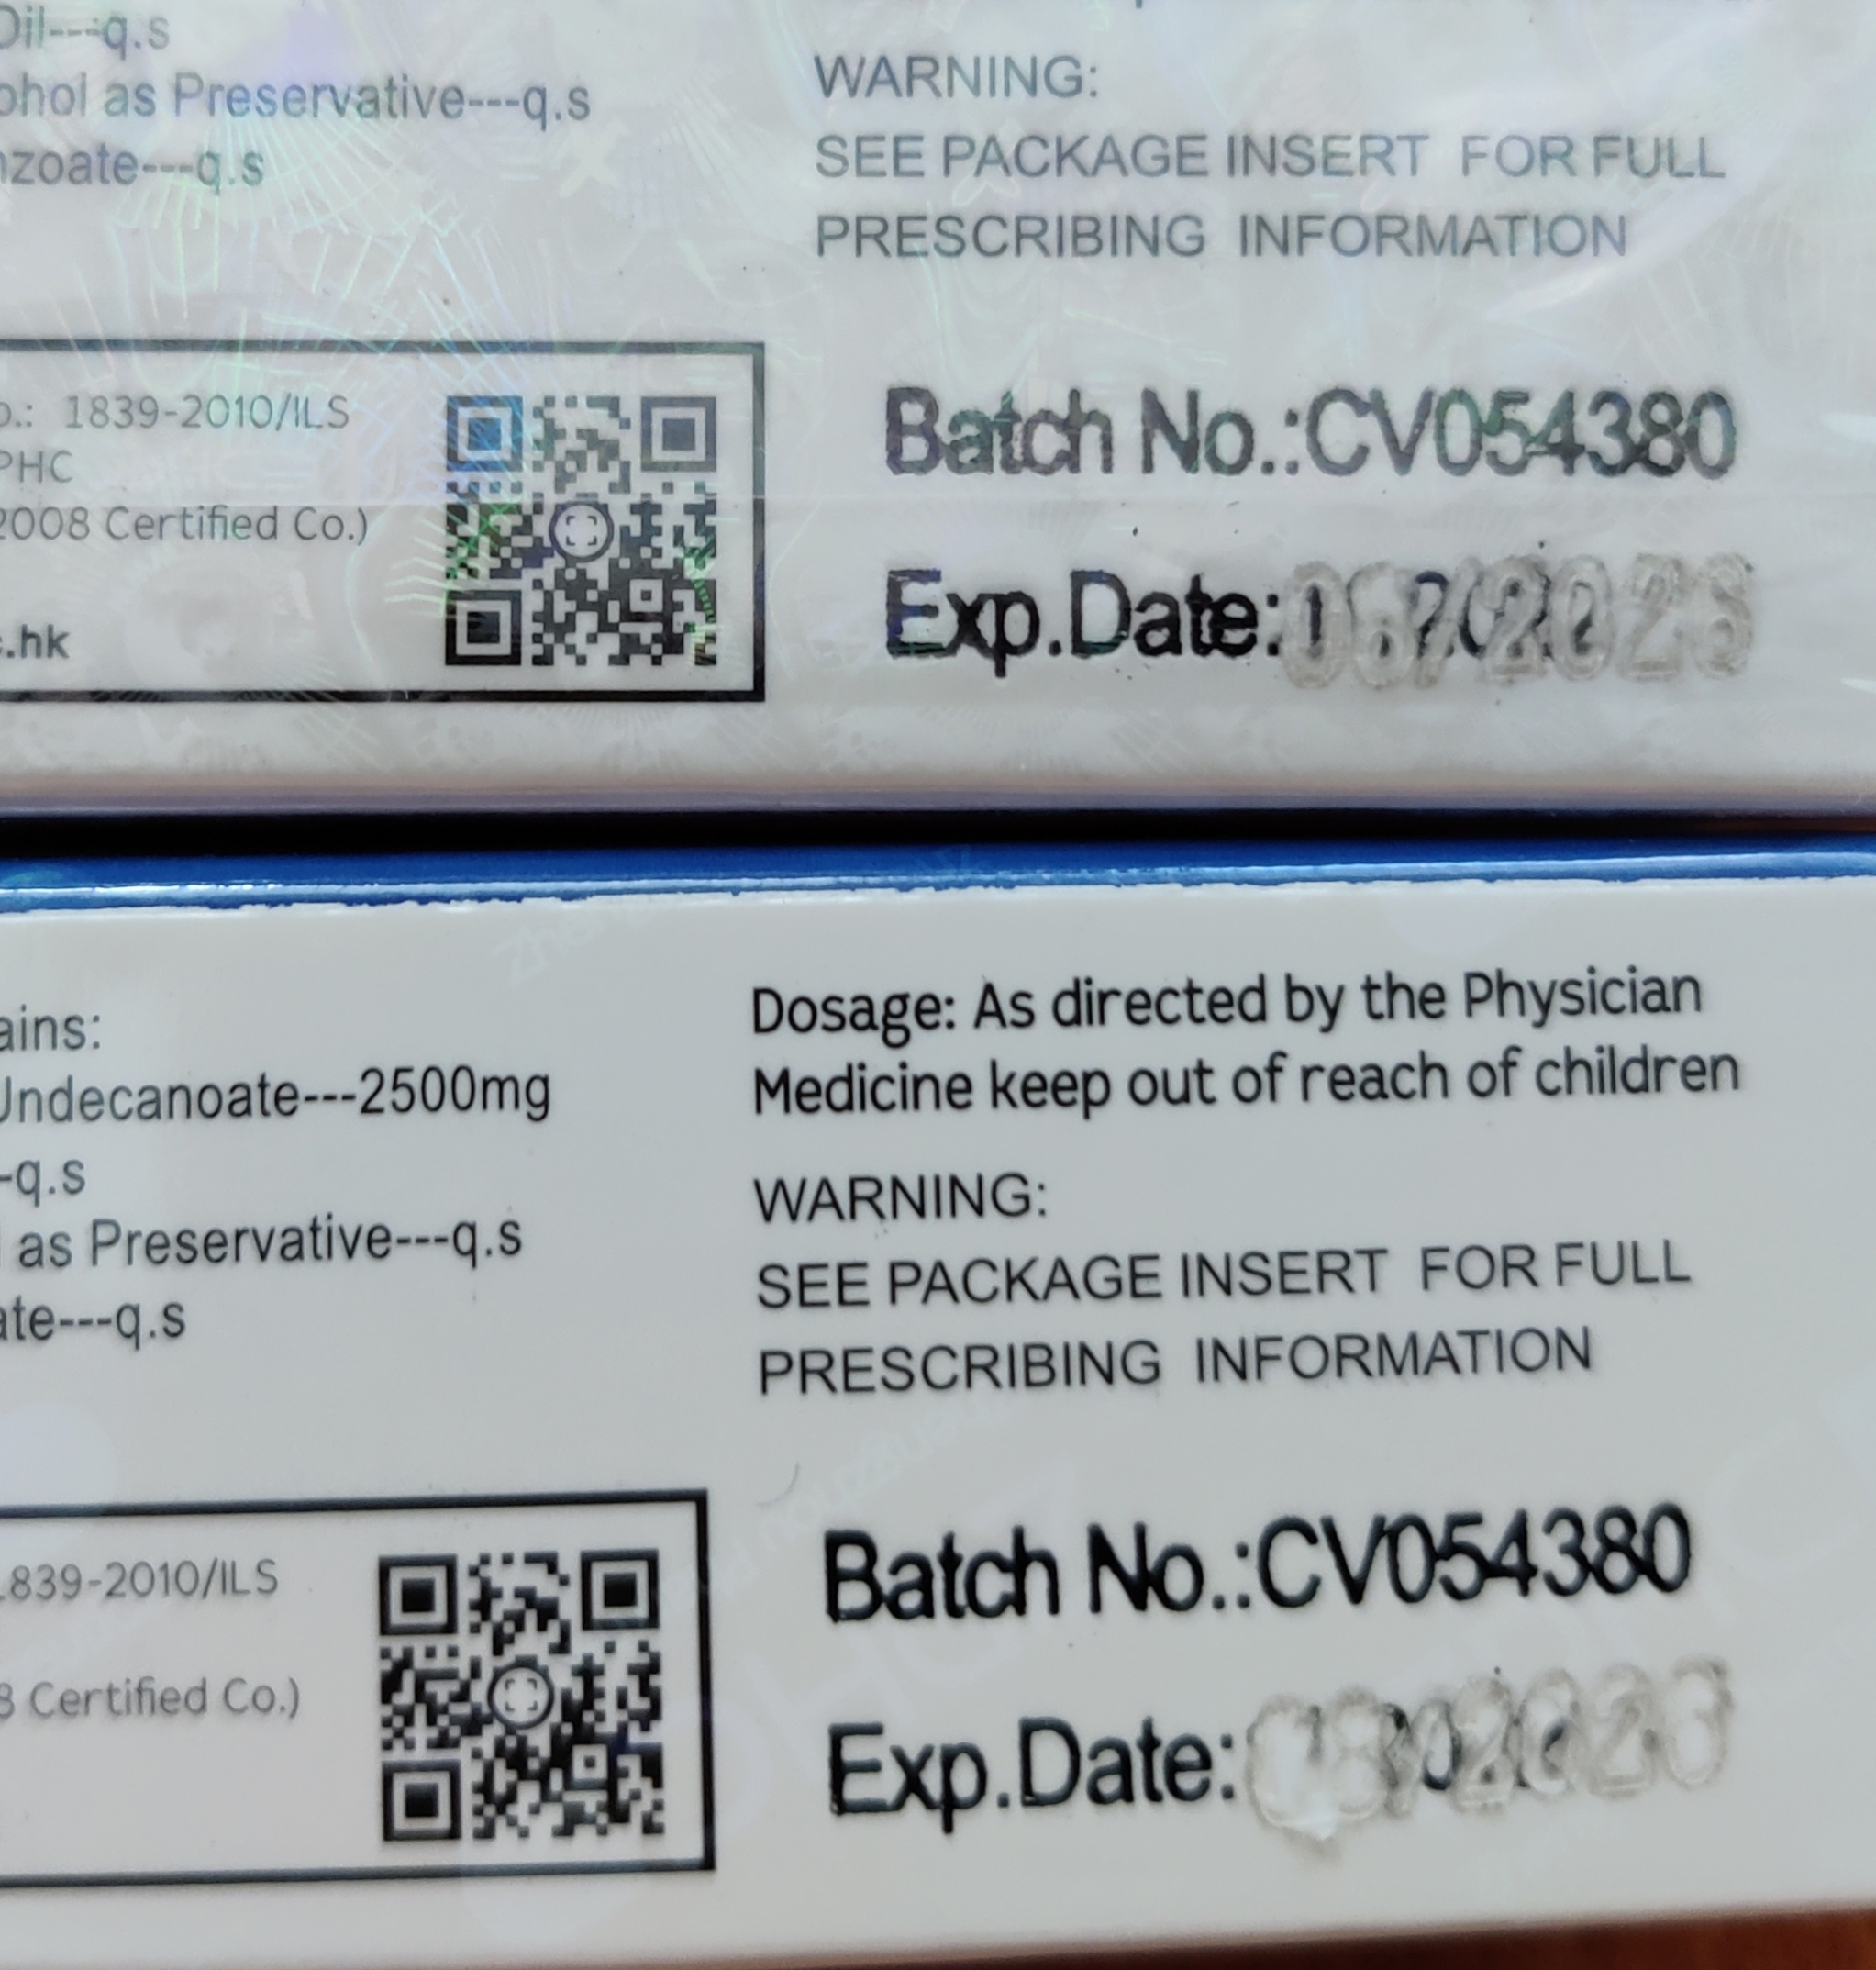 Oil---q.s
ohol as Preservative---q.s
nzoate---q.s
WARNING:
SEE PACKAGE INSERT FOR FULL
PRESCRIBING INFORMATION
o.: 1839-2010/ILS
PHC
2008 Certified Co.)
.hk
Batch No.:CV054380
Exp.Date:
ains:
Undecanoate---2500mg
-q.s
as Preservative---q.s
ate---q.s
Dosage: As directed by the Physician
Medicine keep out of reach of children
WARNING:
SEE PACKAGE INSERT FOR FULL
PRESCRIBING INFORMATION
1839-2010/ILS
8 Certified Co.)
Batch No.:CV054380
Exp.Date: